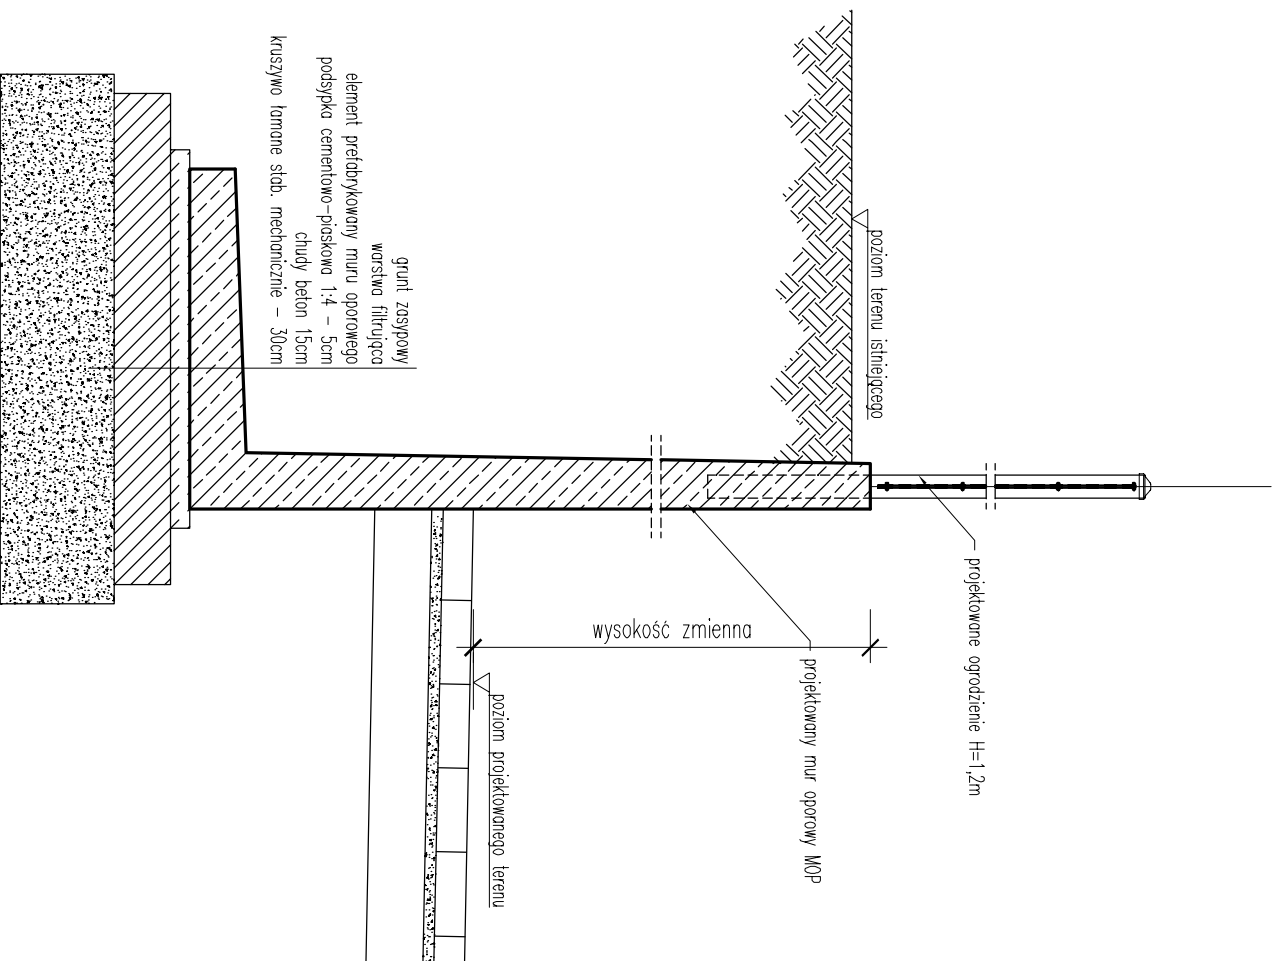 projektowane ogrodzenie H=1,2m
poziom terenu istniejącego
projektowany mur oporowy MOP
wysokość zmienna
poziom projektowanego terenu
grunt zasypowy
warstwa filtrująca
element prefabrykowany muru oporowego
podsypka cementowo-piaskowa 1:4 - 5cm
chudy beton 15cm
kruszywo łamane stab. mechanicznie - 30cm